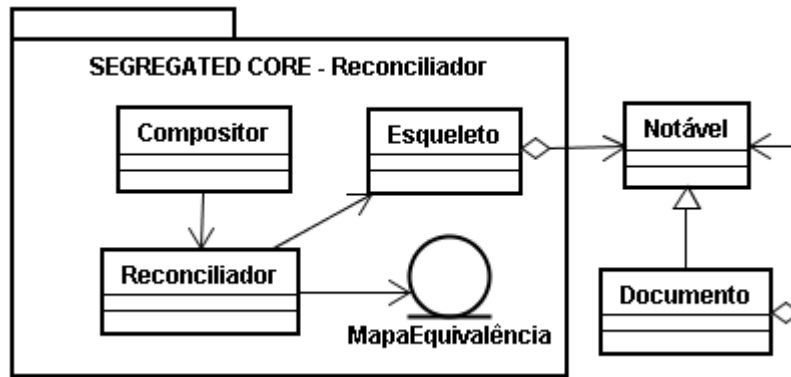 SEGREGATED CORE - Reconciliador
Compositor
Esqueleto
Notável
Reconciliador
MapaEquivalência
Documento